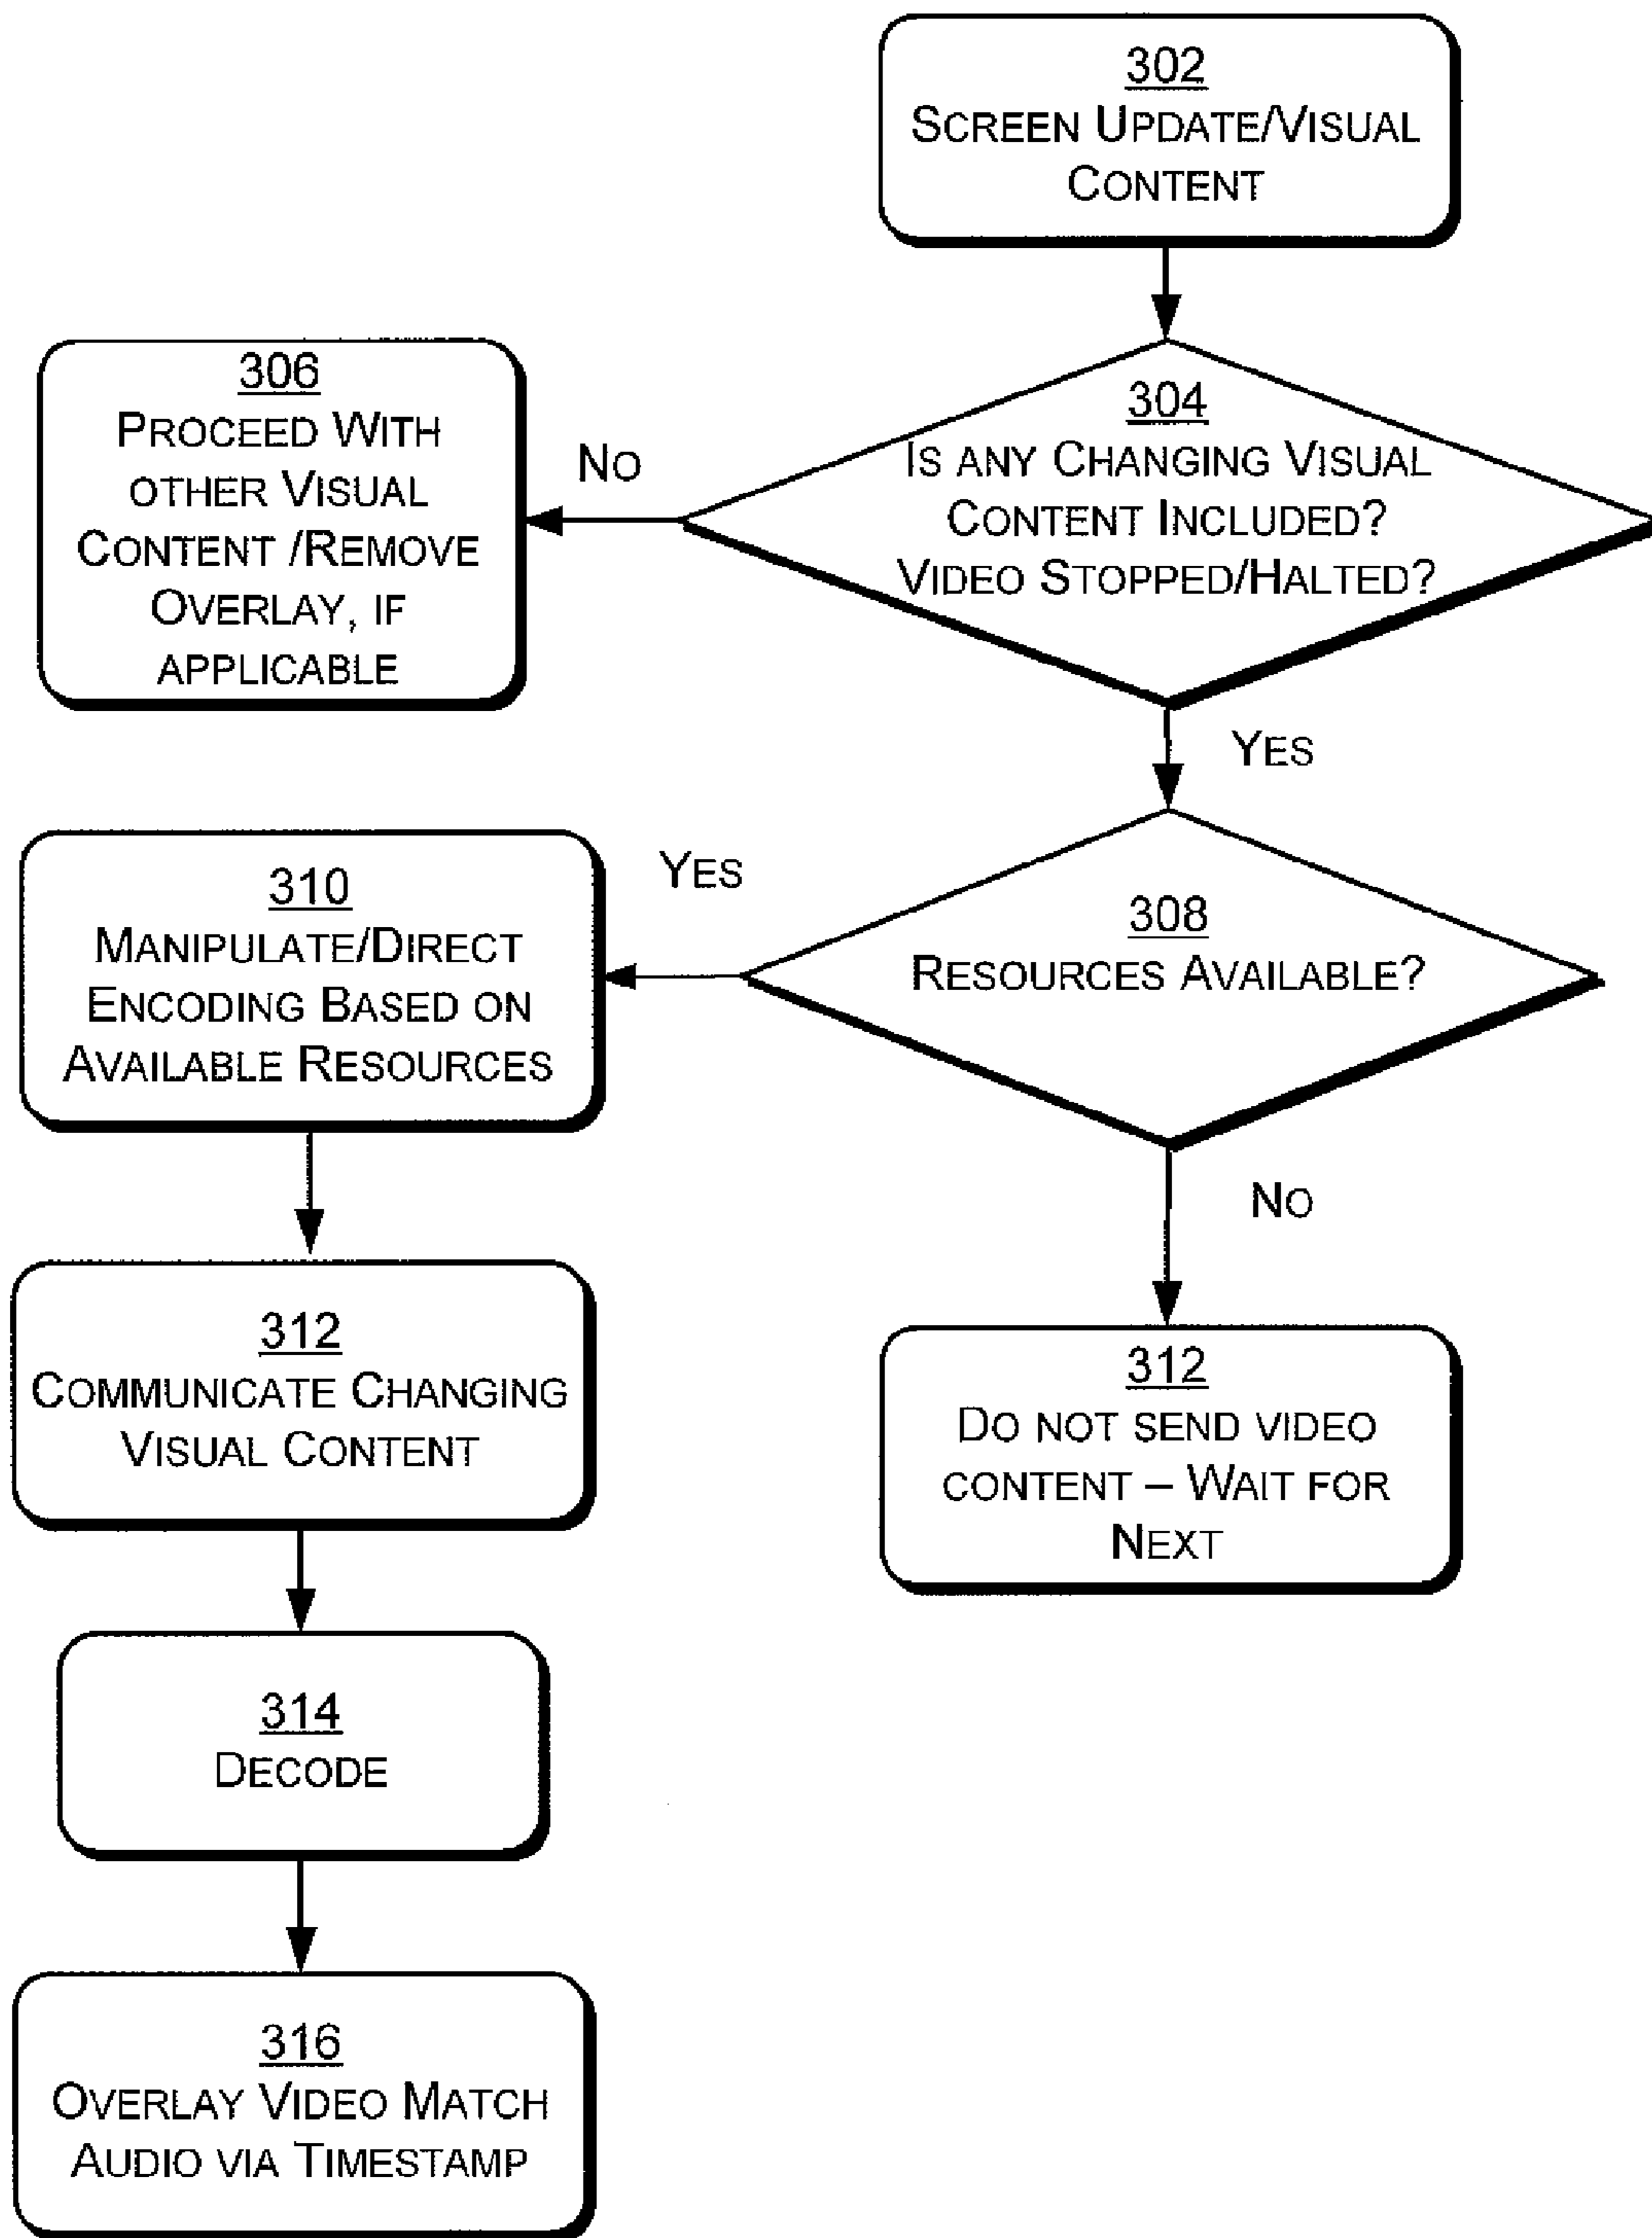 302
SCREEN UPDATE/VISUAL
CONTENT
304
IS ANY CHANGING VISUAL
CONTENT INCLUDED?
VIDEO STOPPED/HALTED?
NO
306
PROCEED WITH
OTHER VISUAL
CONTENT /REMOVE
OVERLAY, IF
APPLICABLE
YES
308
RESOURCES AVAILABLE?
YES
310
MANIPULATE/DIRECT
ENCODING BASED ON
AVAILABLE RESOURCES
NO
312
DO NOT SEND VIDEO
CONTENT – WAIT FOR
NEXT
312
COMMUNICATE CHANGING
VISUAL CONTENT
314
DECODE
316
OVERLAY VIDEO MATCH
AUDIO VIA TIMESTAMP